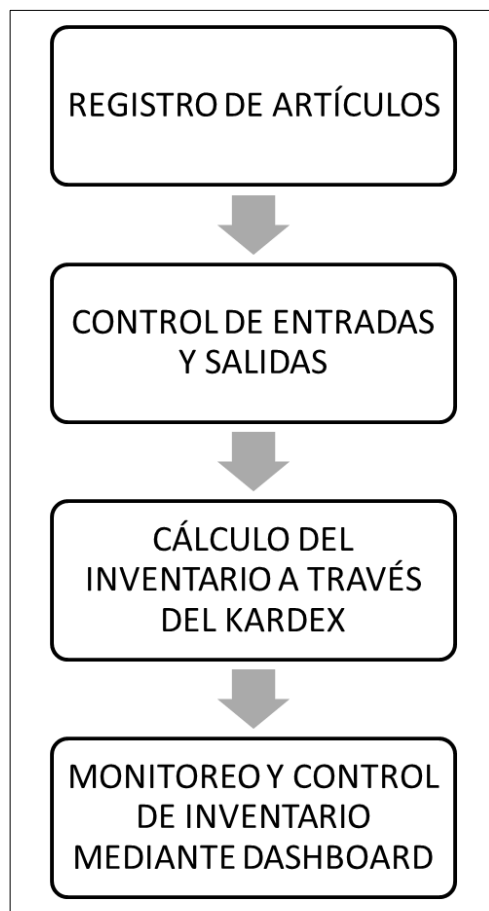 REGISTRO DE ARTÍCULOS
CONTROL DE ENTRADAS
Y SALIDAS
CÁLCULO DEL
INVENTARIO A TRAVÉS
DEL KARDEX
MONITOREO Y CONTROL
DE INVENTARIO
MEDIANTE DASHBOARD